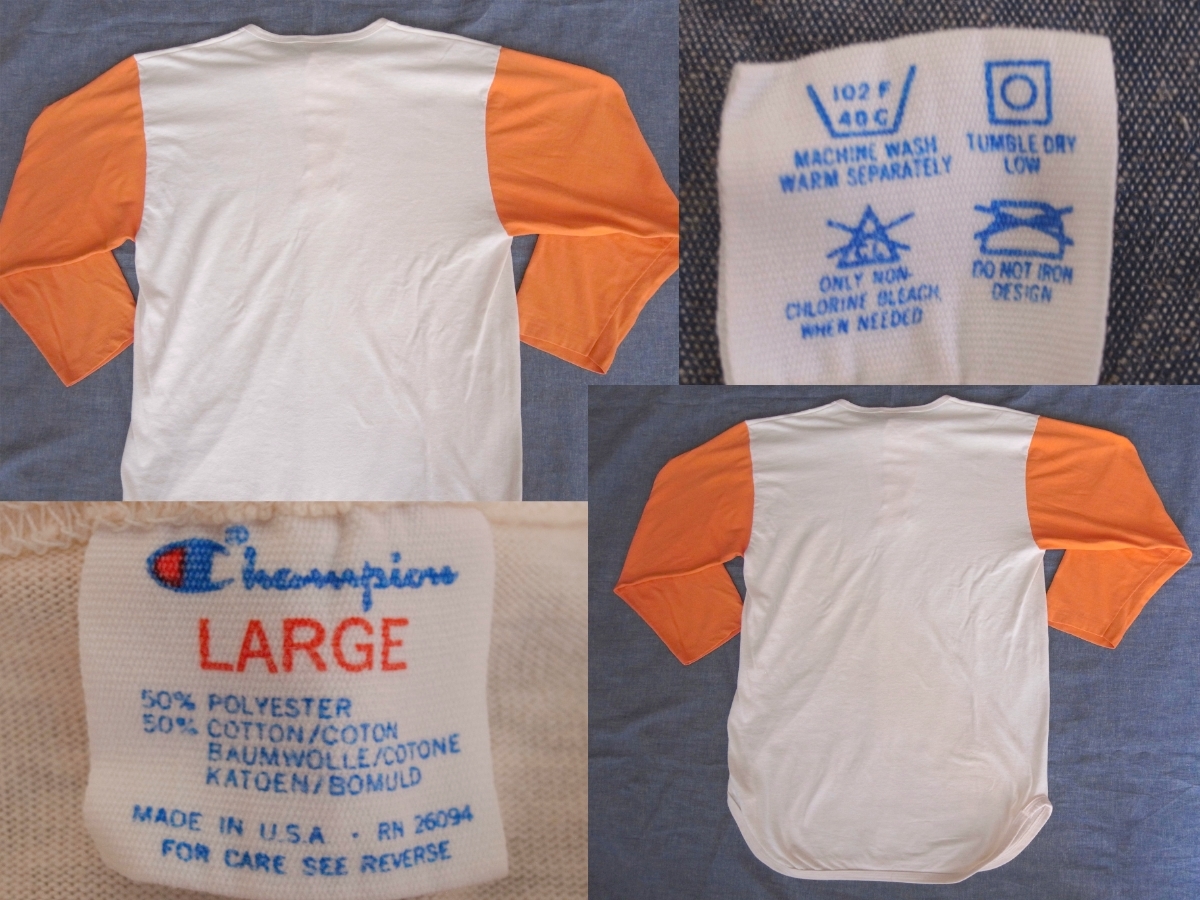 102 F
40 C
MACHINE WASH
WARM SEPARATELY
TUMBLE DRY
LOW
CL
ONLY NON-
CHLORINE BLEACH
WHEN NEEDED
DO NOT IRON
DESIGN
Champion
LARGE
50% POLYESTER
50% COTTON/COTON
BAUMWOLLE/COTONE
KATOEN/BOMULD
MADE IN U.S.A. · RN 26094
FOR CARE SEE REVERSE